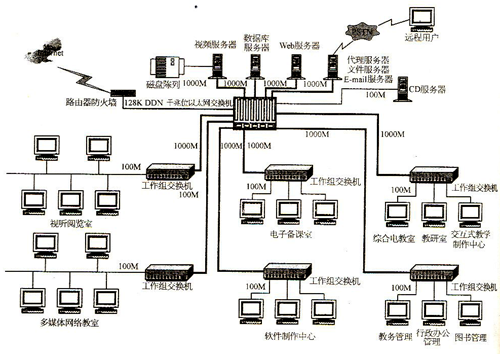 视频服务器
数据库
服务器
Web服务器
PSTN
远程用户
代理服务器
文件服务器
E-mail服务器
磁盘陈列
1000M
1000M
1000M
1000M
100M
CD服务器
路由器防火墙
128K DDN
千兆位以太网交换机
1000M
1000M
1000M
1000M
1000M
100M
工作组交换机
100M
视听阅览室
100M
工作组交换机
电子备课室
100M
工作组交换机
综合电教室
教研室
交互式教学
制作中心
100M
工作组交换机
多媒体网络教室
100M
工作组交换机
软件制作中心
100M
工作组交换机
教务管理
行政办公
管理
图书管理